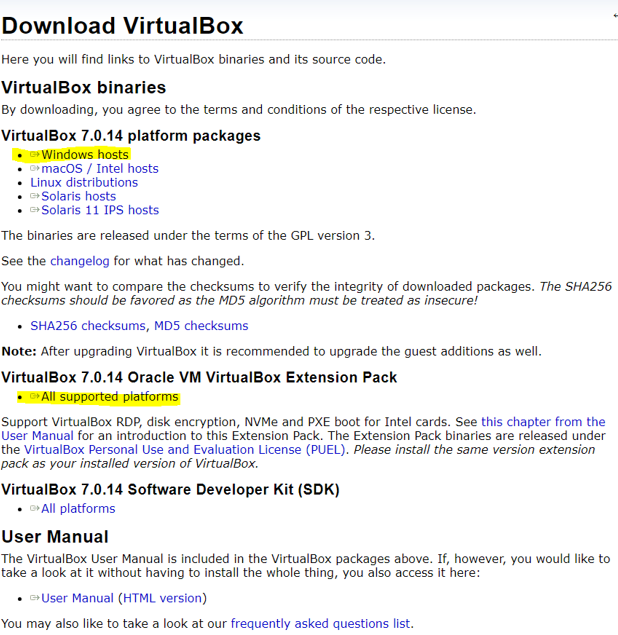 Download VirtualBox
Here you will find links to VirtualBox binaries and its source code.
VirtualBox binaries
By downloading, you agree to the terms and conditions of the respective license.
VirtualBox 7.0.14 platform packages
Windows hosts
macOS / Intel hosts
Linux distributions
Solaris hosts
Solaris 11 IPS hosts
The binaries are released under the terms of the GPL version 3.
See the changelog for what has changed.
You might want to compare the checksums to verify the integrity of downloaded packages. The SHA256
checksums should be favored as the MD5 algorithm must be treated as insecure!
SHA256 checksums, MD5 checksums
Note: After upgrading VirtualBox it is recommended to upgrade the guest additions as well.
VirtualBox 7.0.14 Oracle VM VirtualBox Extension Pack
All supported platforms
Support VirtualBox RDP, disk encryption, NVMe and PXE boot for Intel cards. See this chapter from the
User Manual for an introduction to this Extension Pack. The Extension Pack binaries are released under
the VirtualBox Personal Use and Evaluation License (PUEL). Please install the same version extension
pack as your installed version of VirtualBox.
VirtualBox 7.0.14 Software Developer Kit (SDK)
All platforms
User Manual
The VirtualBox User Manual is included in the VirtualBox packages above. If, however, you would like to
take a look at it without having to install the whole thing, you also access it here:
User Manual (HTML version)
You may also like to take a look at our frequently asked questions list.